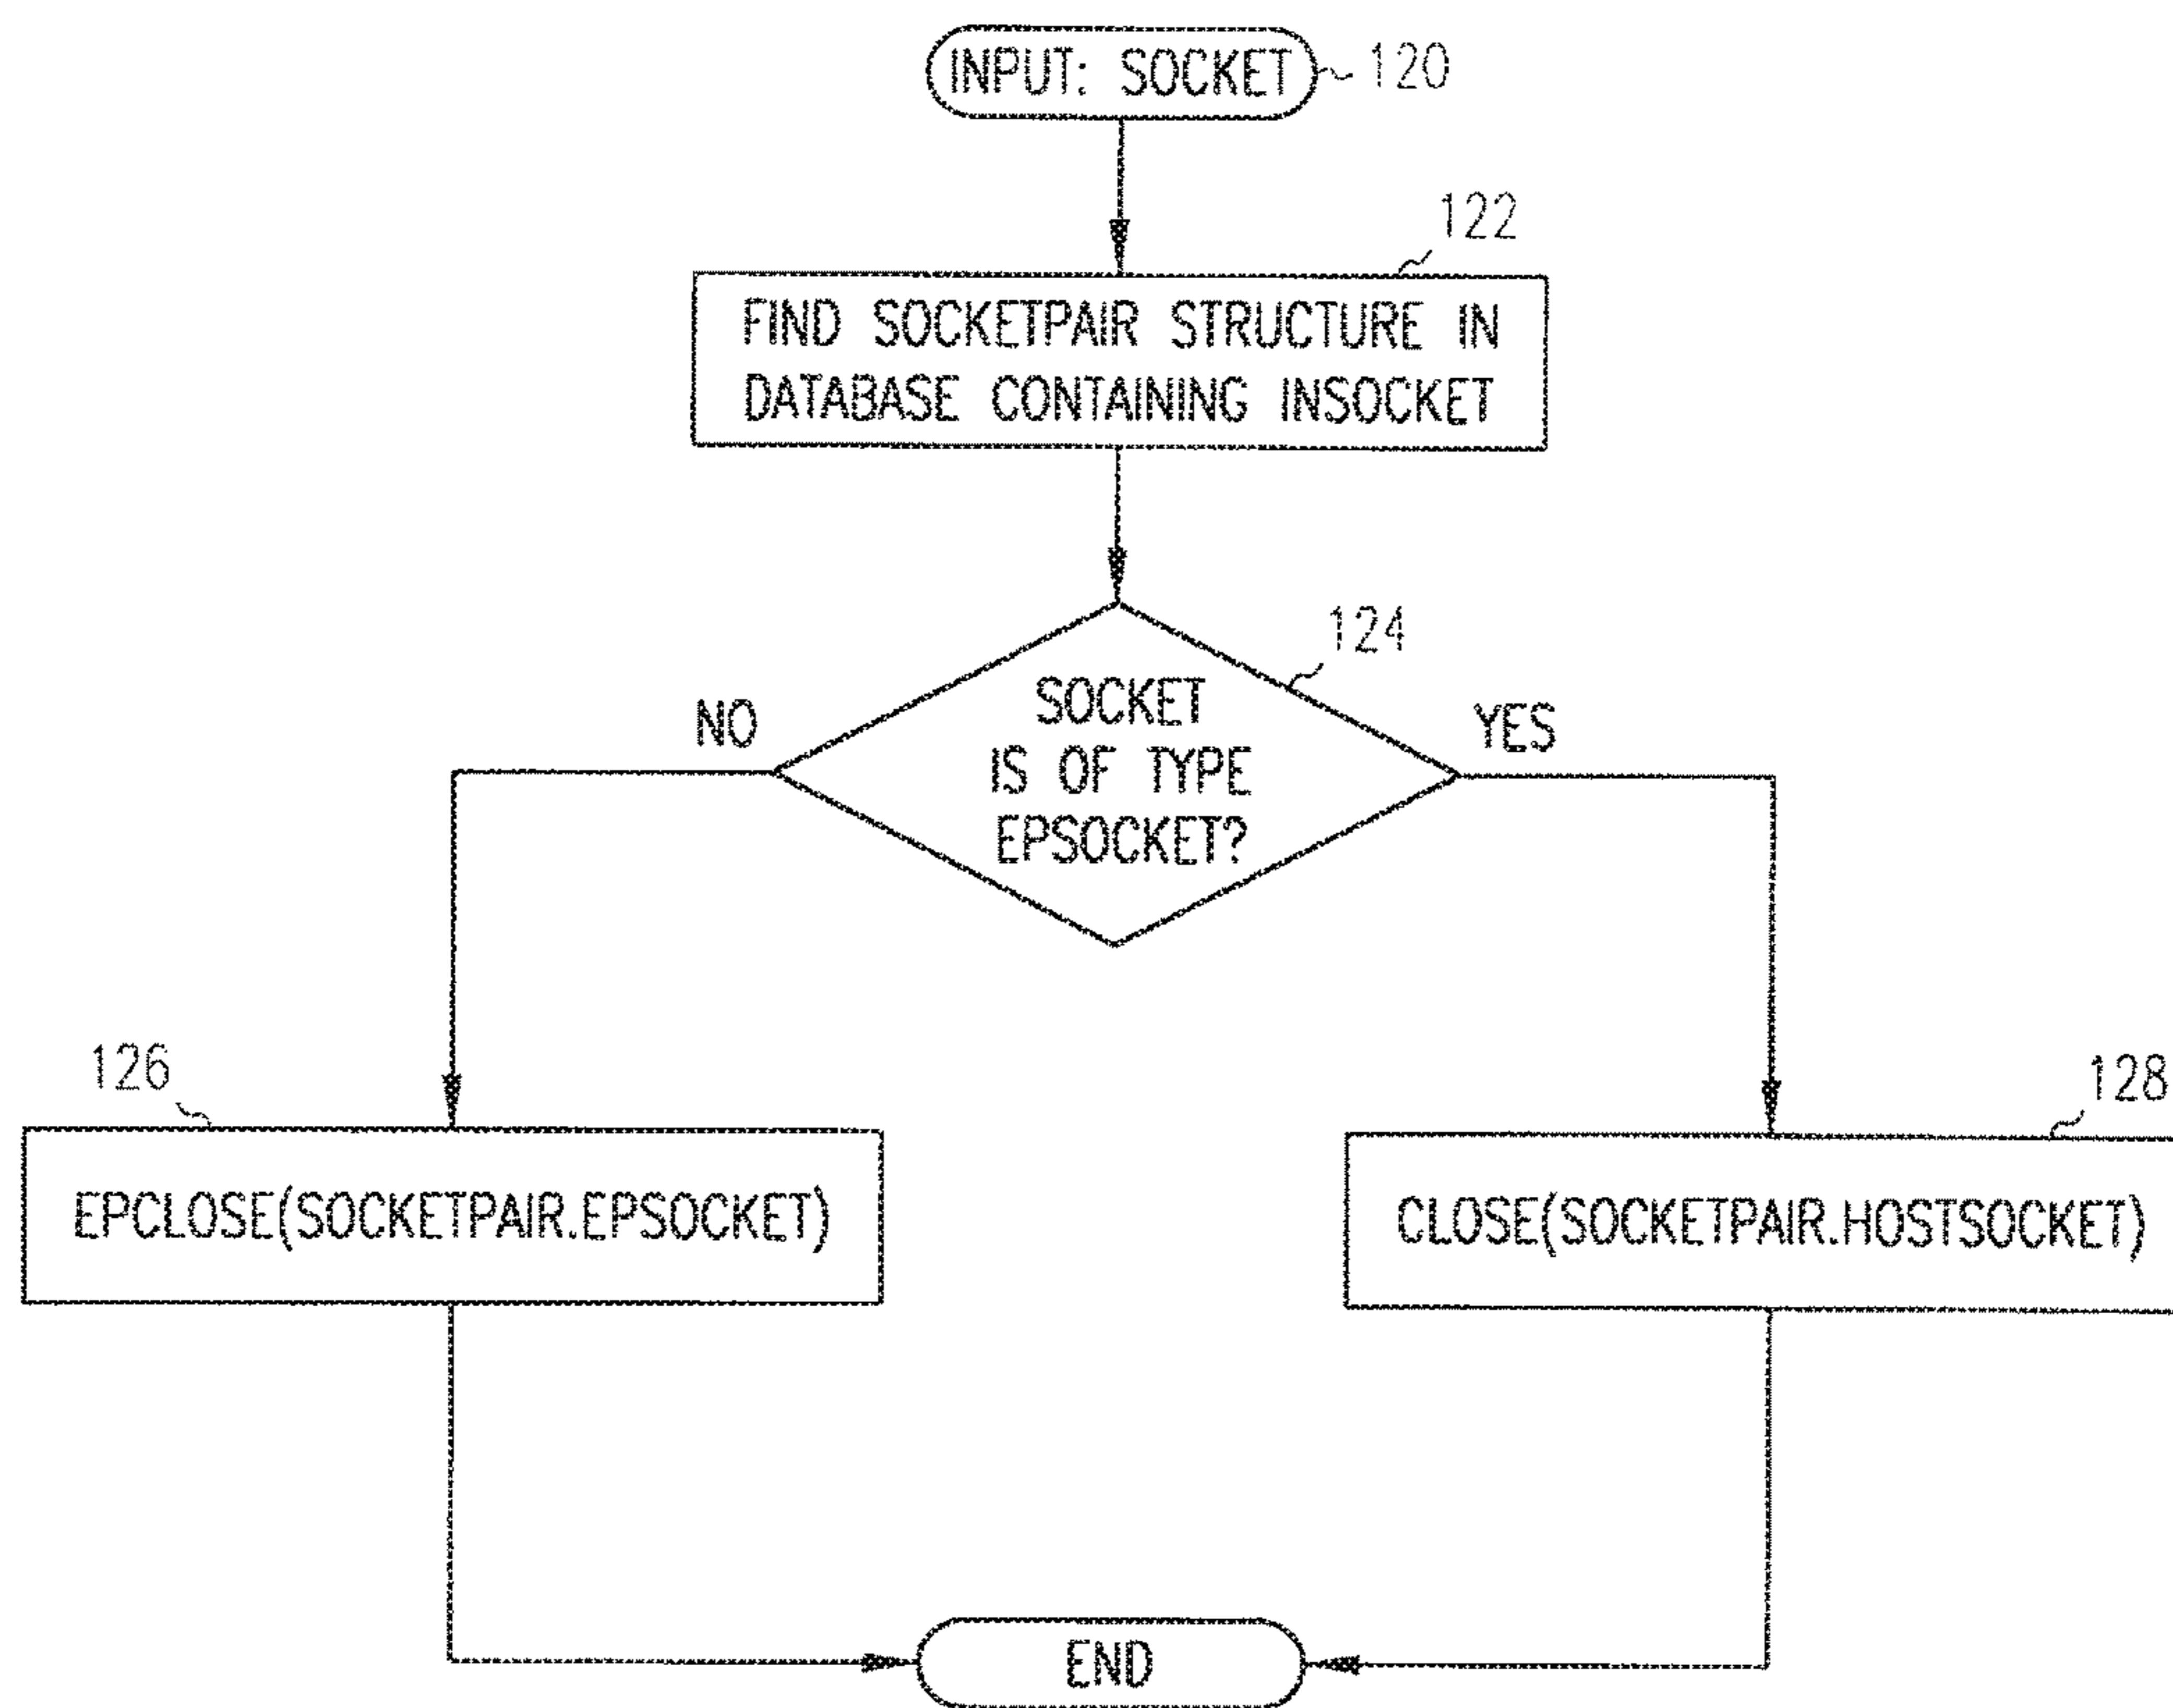 INPUT: SOCKET
120
122
FIND SOCKETPAIR STRUCTURE IN
DATABASE CONTAINING INSOCKET
124
SOCKET
IS OF TYPE
EPSOCKET?
NO
YES
126
EPCLOSE(SOCKETPAIR.EPSOCKET)
128
CLOSE(SOCKETPAIR.HOSTSOCKET)
END